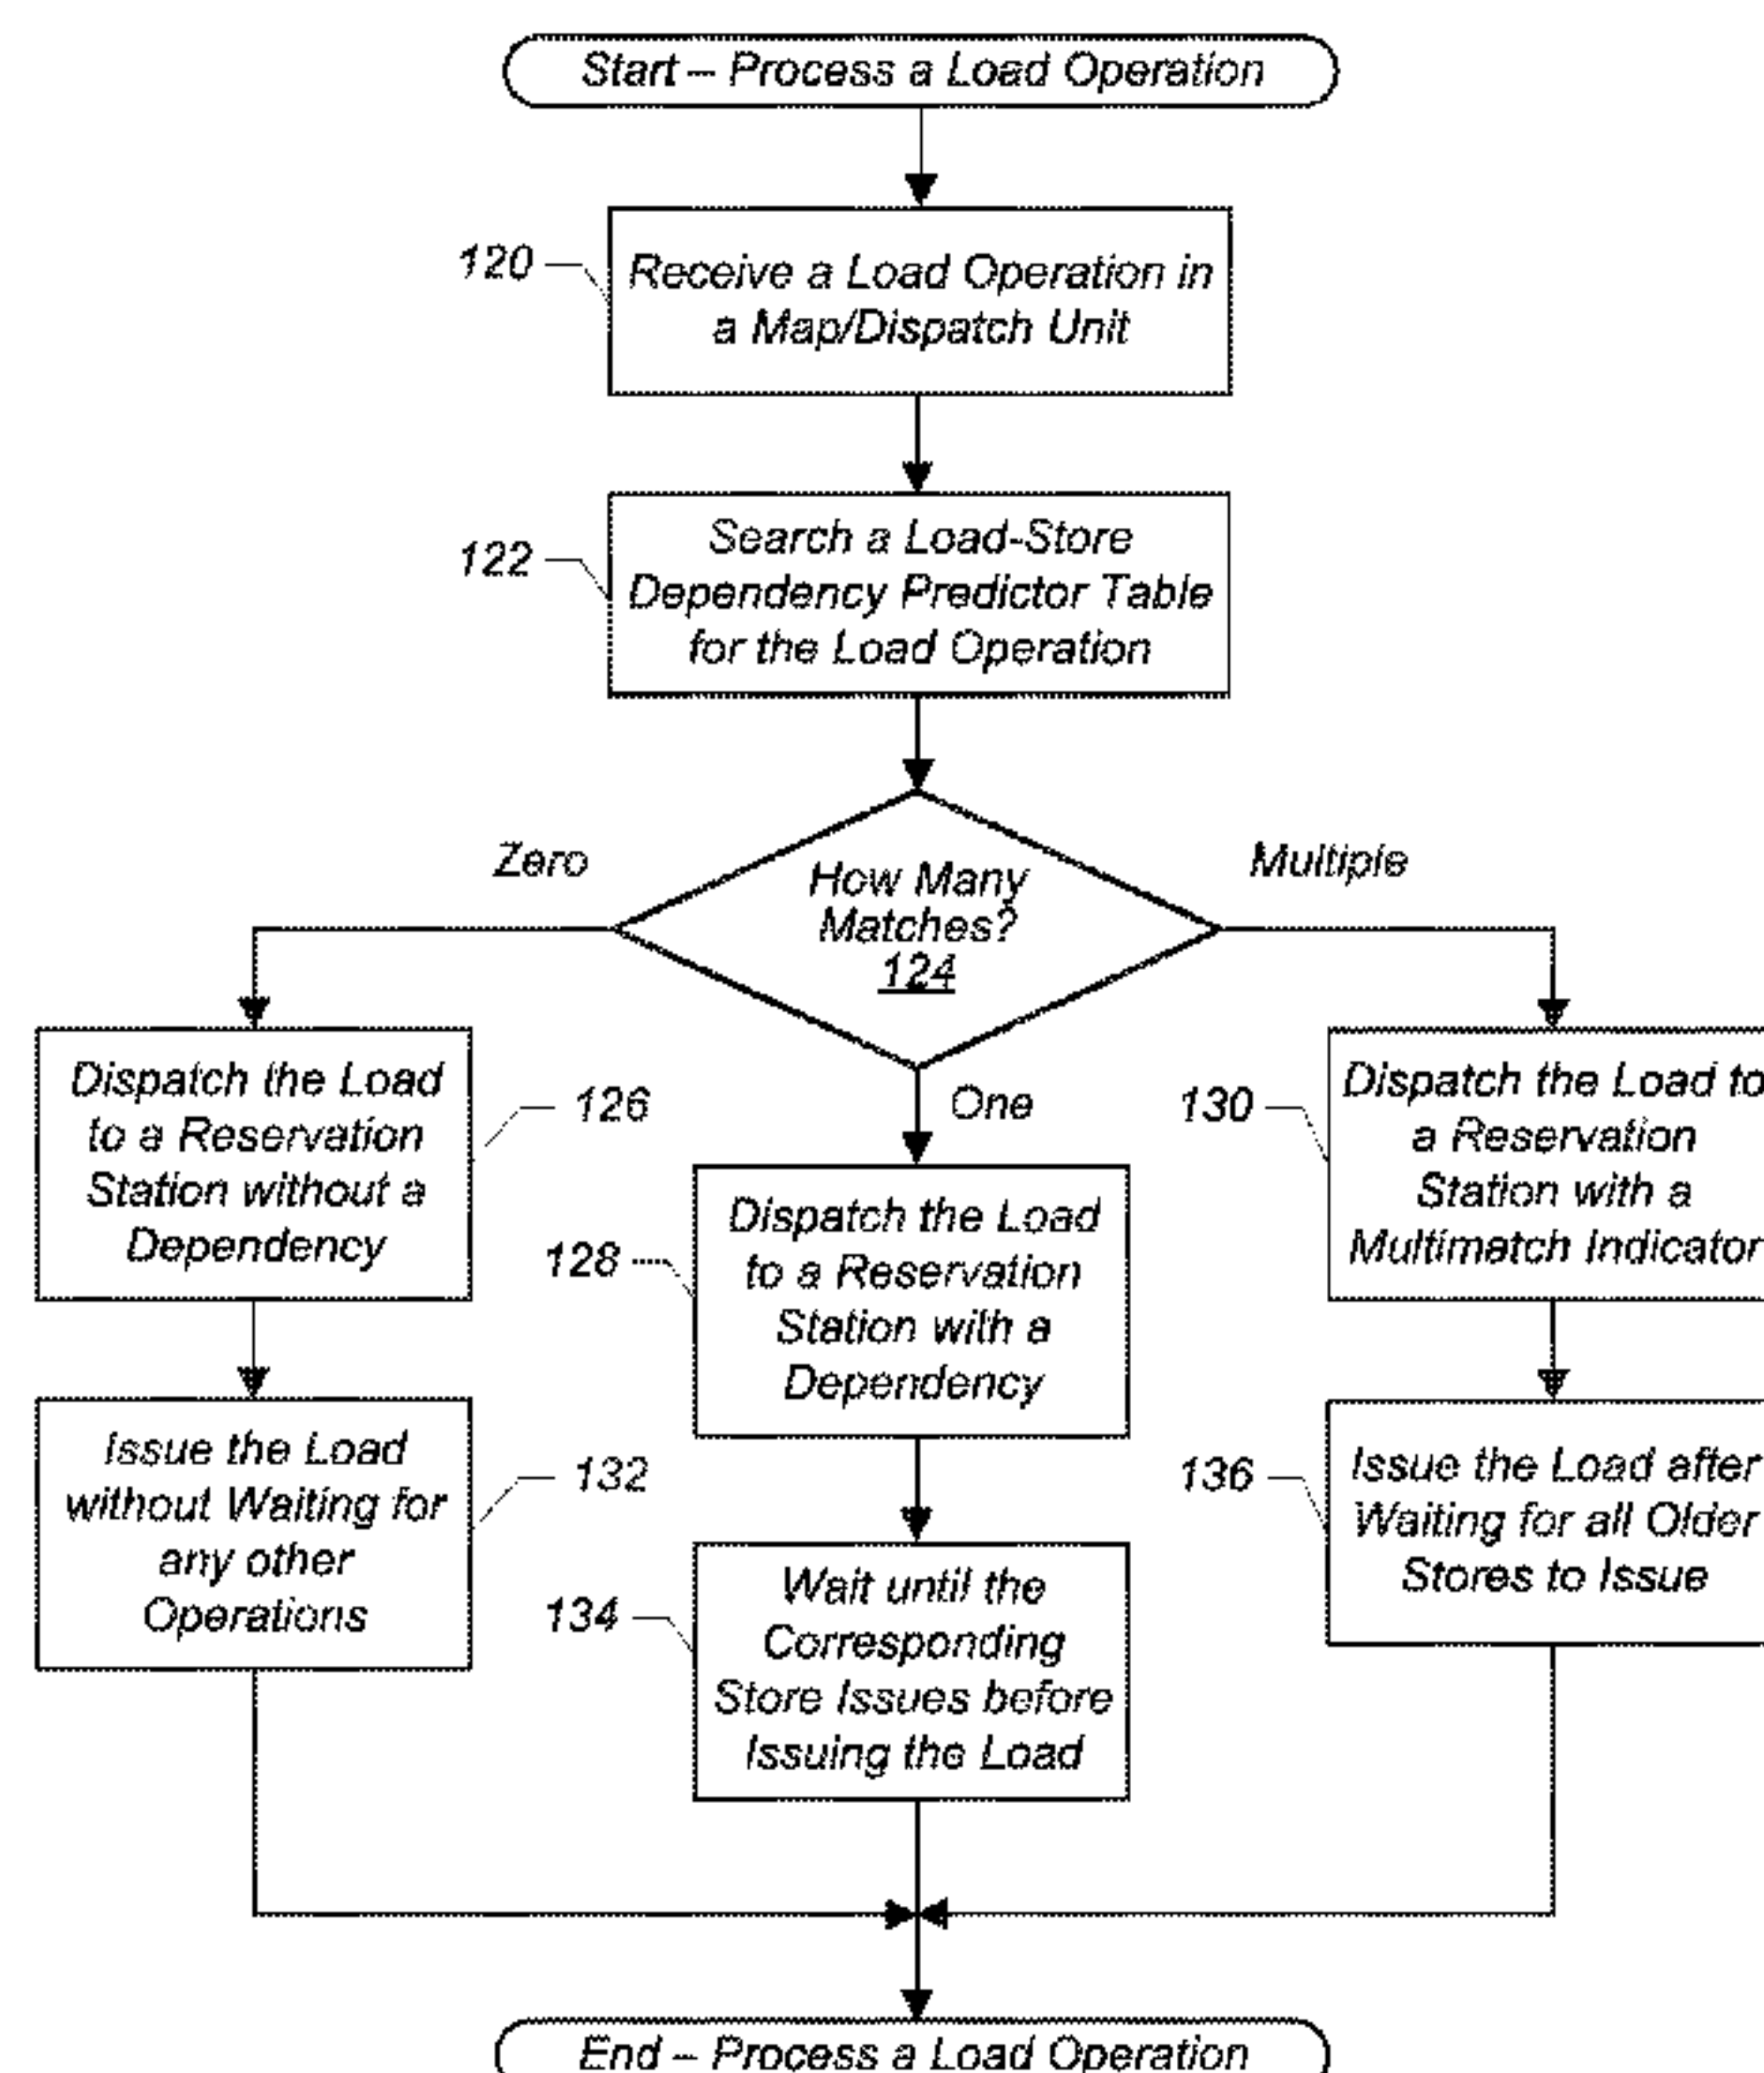 Start – Process a Load Operation
120
Receive a Load Operation in
a Map/Dispatch Unit
122
Search a Load-Store
Dependency Predictor Table
for the Load Operation
Zero
How Many
Matches?
124
Multiple
One
Dispatch the Load
to a Reservation
Station without a
Dependency
126
128
Dispatch the Load
to a Reservation
Station with a
Dependency
130
Dispatch the Load to
a Reservation
Station with a
Multimatch Indicator
Issue the Load
without Waiting for
any other
Operations
132
134
Wait until the
Corresponding
Store Issues before
Issuing the Load
136
Issue the Load after
Waiting for all Older
Stores to Issue
End – Process a Load Operation